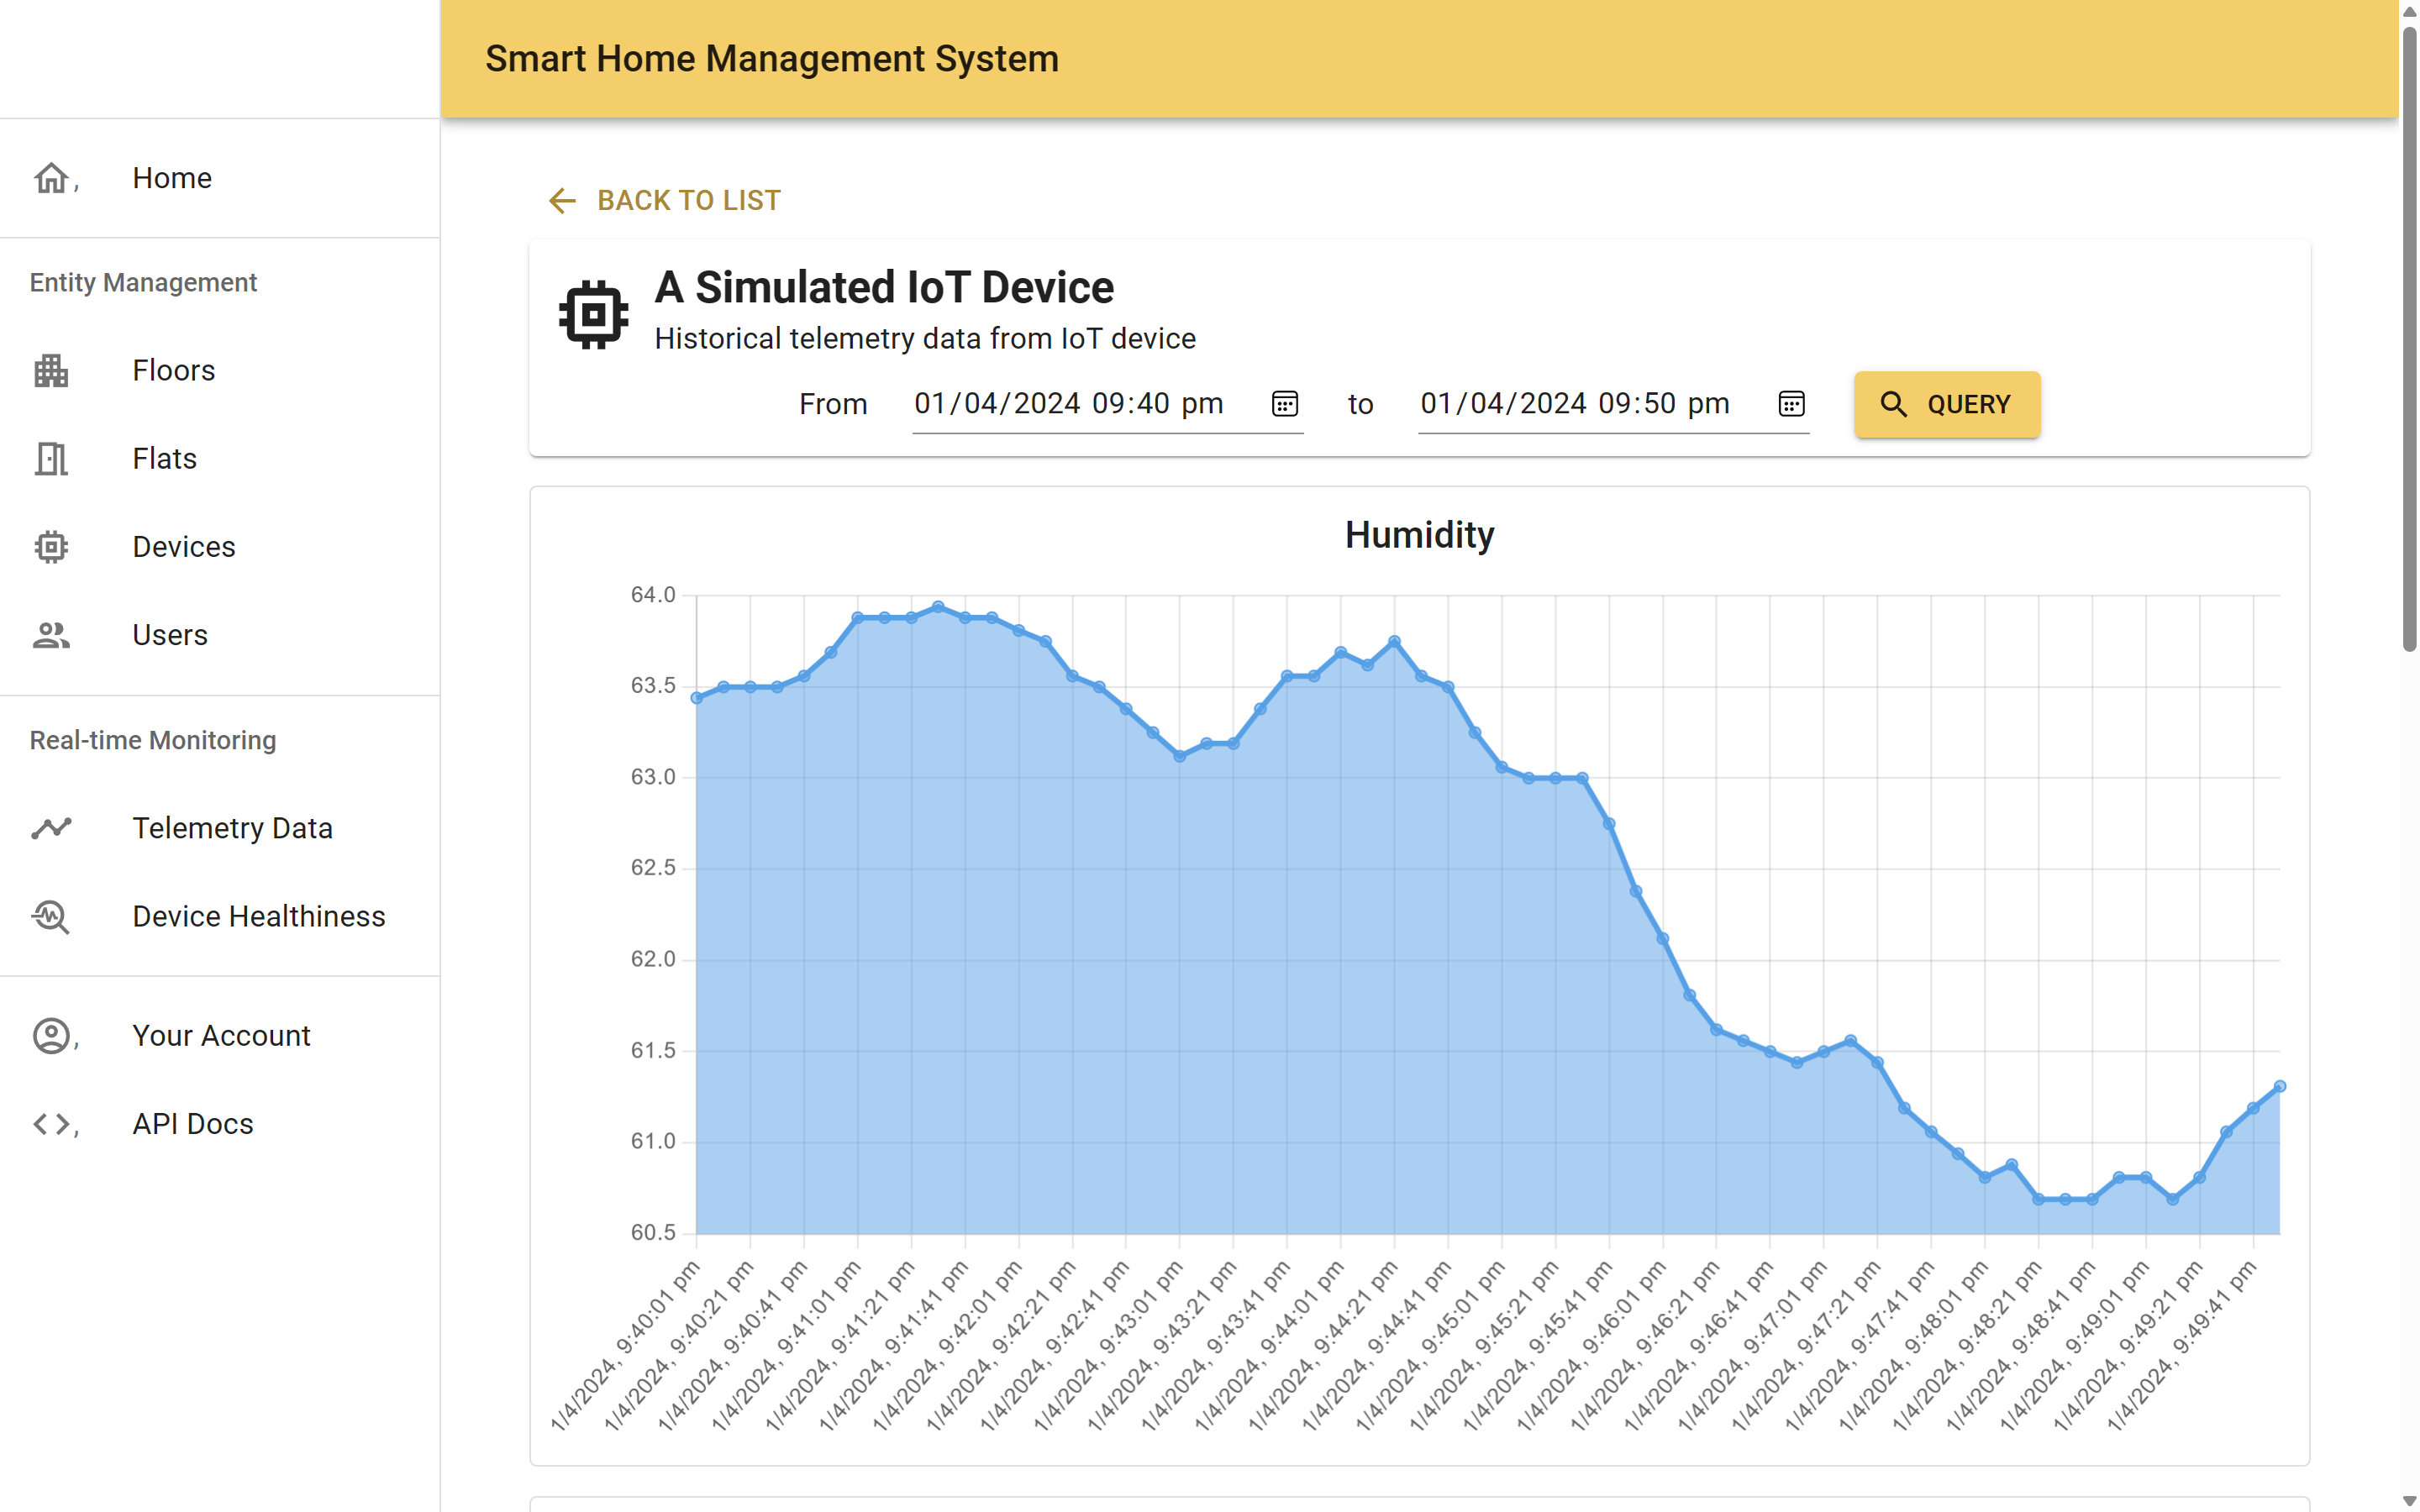 Smart Home Management System
,
Home
Entity Management
Floors
Flats
Devices
Users
Real-time Monitoring
Telemetry Data
Device Healthiness
,
Your Account
,
API Docs
BACK TO LIST
A Simulated IoT Device
Historical telemetry data from IoT device
From 01/04/2024 09:40 pm to 01/04/2024 09:50 pm QUERY
Humidity
64.0
63.5
63.0
62.5
62.0
61.5
61.0
60.5
1/4/2024, 9:40:01 pm
1/4/2024, 9:40:21 pm
1/4/2024, 9:40:41 pm
1/4/2024, 9:41:01 pm
1/4/2024, 9:41:21 pm
1/4/2024, 9:41:41 pm
1/4/2024, 9:42:01 pm
1/4/2024, 9:42:21 pm
1/4/2024, 9:42:41 pm
1/4/2024, 9:43:01 pm
1/4/2024, 9:43:21 pm
1/4/2024, 9:43:41 pm
1/4/2024, 9:44:01 pm
1/4/2024, 9:44:21 pm
1/4/2024, 9:44:41 pm
1/4/2024, 9:45:01 pm
1/4/2024, 9:45:21 pm
1/4/2024, 9:45:41 pm
1/4/2024, 9:46:01 pm
1/4/2024, 9:46:21 pm
1/4/2024, 9:46:41 pm
1/4/2024, 9:47:01 pm
1/4/2024, 9:47:21 pm
1/4/2024, 9:47:41 pm
1/4/2024, 9:48:01 pm
1/4/2024, 9:48:21 pm
1/4/2024, 9:48:41 pm
1/4/2024, 9:49:01 pm
1/4/2024, 9:49:21 pm
1/4/2024, 9:49:41 pm